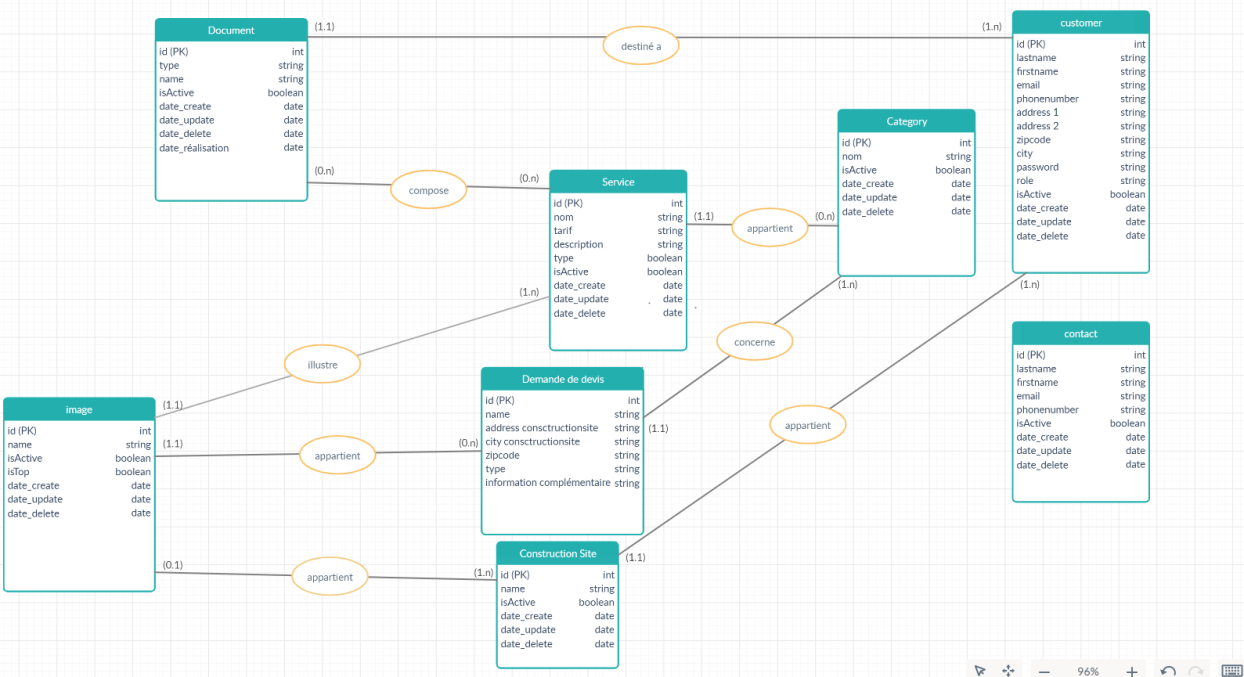 Document
id (PK) int
type string
name string
isActive boolean
date_create date
date_update date
date_delete date
date_réalisation date
(1.1)
destiné a
(1.n)
customer
id (PK) int
lastname string
firstname string
email string
phonenumber string
address 1 string
address 2 string
zipcode string
city string
password string
role string
isActive boolean
date_create date
date_update date
date_delete date
(0.n)
compose
(0.n)
Service
id (PK) int
nom string
tarif string
description string
type boolean
isActive boolean
date_create date
date_update date
date_delete date
(1.1)
appartient
(0.n)
Category
id (PK) int
nom string
isActive boolean
date_create date
date_update date
date_delete date
(1.n)
(1.n)
(1.n)
concerne
illustre
contact
id (PK) int
lastname string
firstname string
email string
phonenumber string
isActive boolean
date_create date
date_update date
date_delete date
Demande de devis
id (PK) int
name string
address consctructionsite string
city consctructionsite string
zipcode string
type string
information complémentaire string
(1.1)
appartient
image
id (PK) int
name string
isActive boolean
isTop boolean
date_create date
date_update date
date_delete date
(1.1)
(1.1)
appartient
(0.n)
(0.1)
appartient
(1.n)
Construction Site
id (PK) int
name string
isActive boolean
date_create date
date_update date
date_delete date
(1.1)
96%